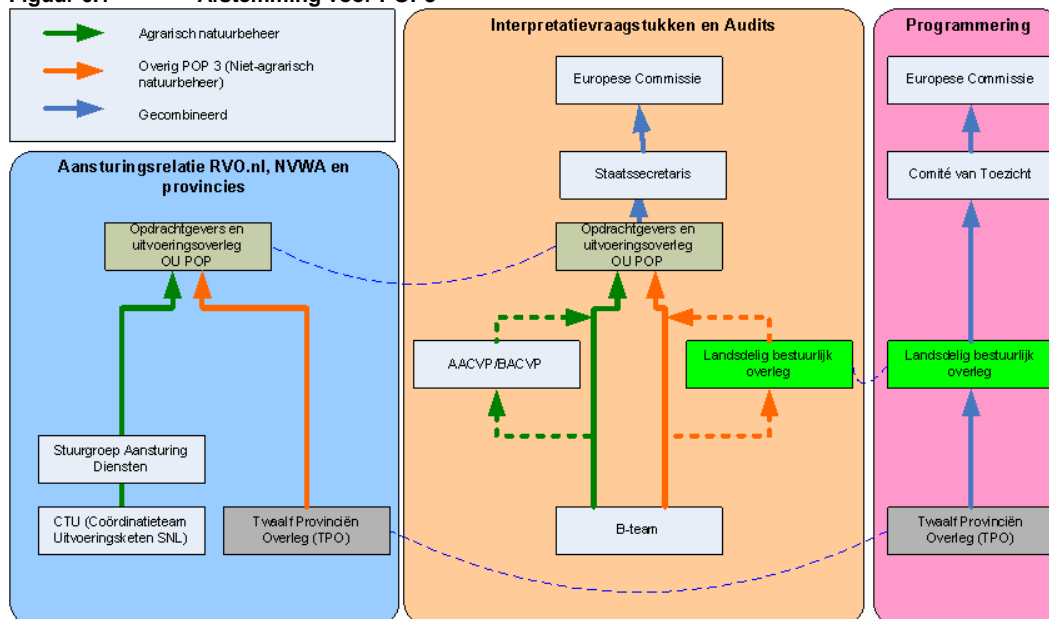 Agrarisch natuurbeheer
Overig POP 3 (Niet-agrarisch
natuurbeheer)
Gecombineerd
Aansturingsrelatie RVO.nl, NVWA en
provincies
Opdrachtgevers en
uitvoeringsoverleg
OU POP
Stuurgroep Aansturing
Diensten
CTU (Coördinatieteam
Uitvoeringsketen SNL)
Twaalf Provinciën
Overleg (TPO)
Interpretatievraagstukken en Audits
Europese Commissie
Staatssecretaris
Opdrachtgevers en
uitvoeringsoverleg
OU POP
AACVP/BACVP
Landsdelig bestuurlijk
overleg
B-team
Programmering
Europese Commissie
Comité van Toezicht
Landsdelig bestuurlijk
overleg
Twaalf Provinciën
Overleg (TPO)